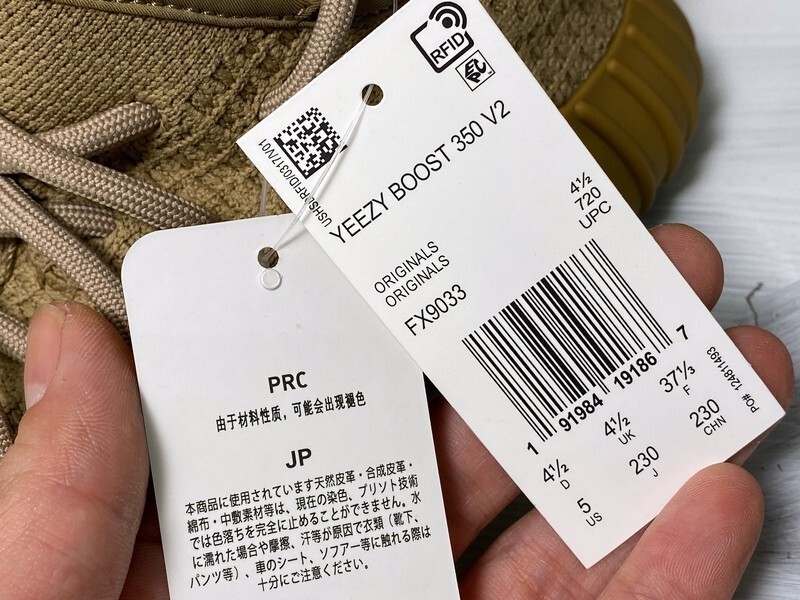 RFID
USHSDRFID/0317/V01
YEEZY BOOST 350 V2
ORIGINALS
ORIGINALS
FX9033
4½
720
UPC
1 91984 19186 7
4½
D
4½
UK
37⅓
F
5
US
230
J
230
CHN
PO# 124811493
PRC
由于材料性质，可能会出现褪色
JP
本商品に使用されています天然皮革・合成皮革・
綿布・中敷素材等は、現在の染色、プリント技術
では色落ちを完全に止めることができません。水
に濡れた場合や摩擦、汗等が原因で衣類（靴下、
パンツ等）、車のシート、ソファー等に触れる際は
十分にご注意ください。